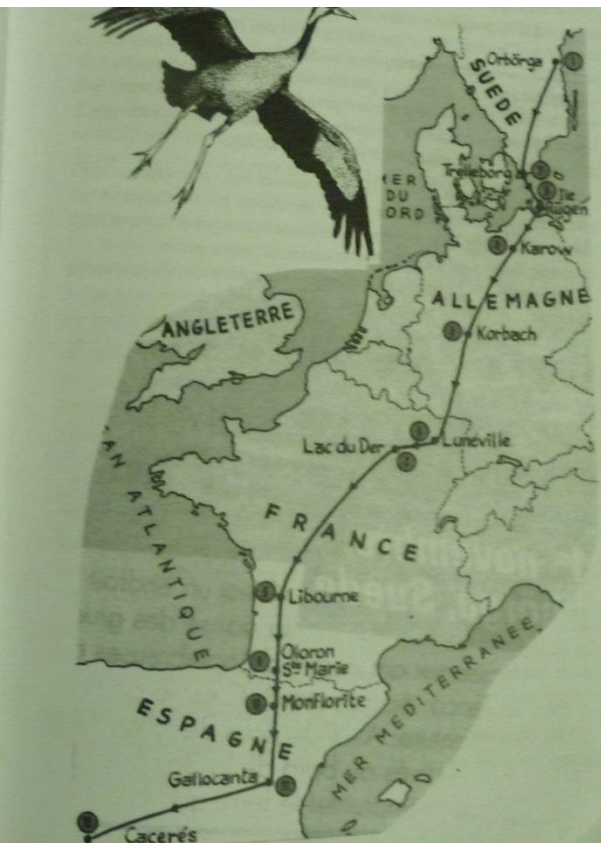 Orbörga
SUEDE
Trelleborg
Ile
Rügen
MER
DU
NORD
Karow
ALLEMAGNE
ANGLETERRE
Korbach
Lac du Der
Luneville
FRANCE
AN ATLANTIQUE
Libourne
Oloron
Ste Marie
Monflorite
ESPAGNE
MER MEDITERRANEE
Gallocanta
Cacerés